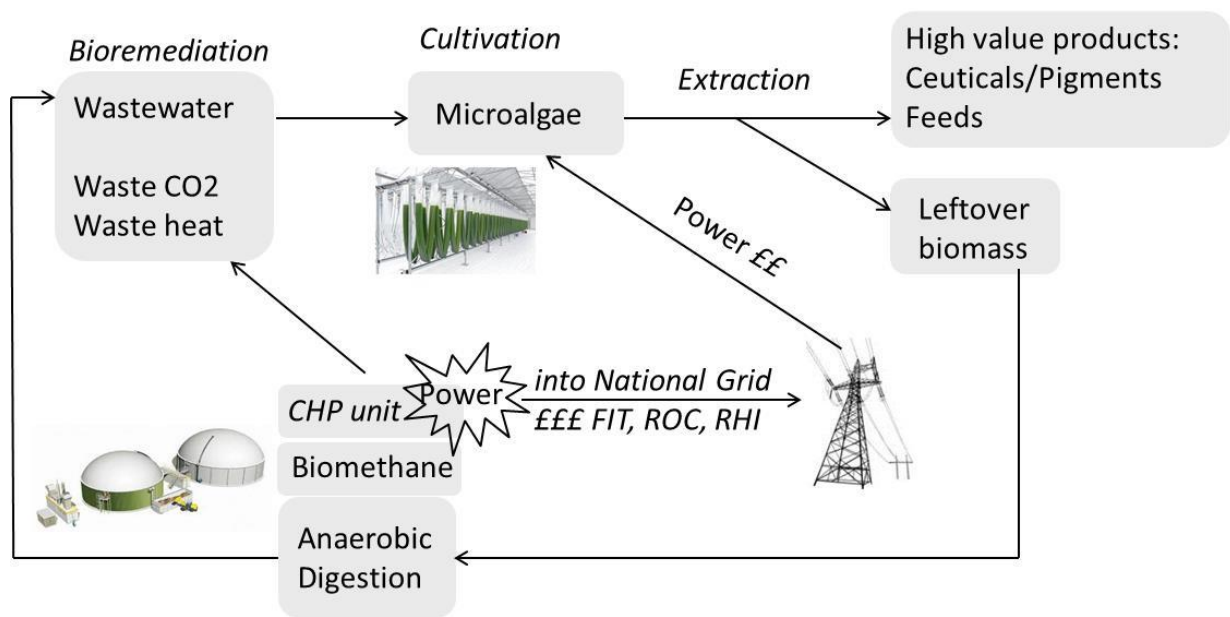 Bioremediation
Wastewater
Waste CO2
Waste heat
Cultivation
Microalgae
Extraction
High value products:
Ceuticals/Pigments
Feeds
Leftover
biomass
Power ££
CHP unit
Power
into National Grid
£££ FIT, ROC, RHI
Biomethane
Anaerobic
Digestion